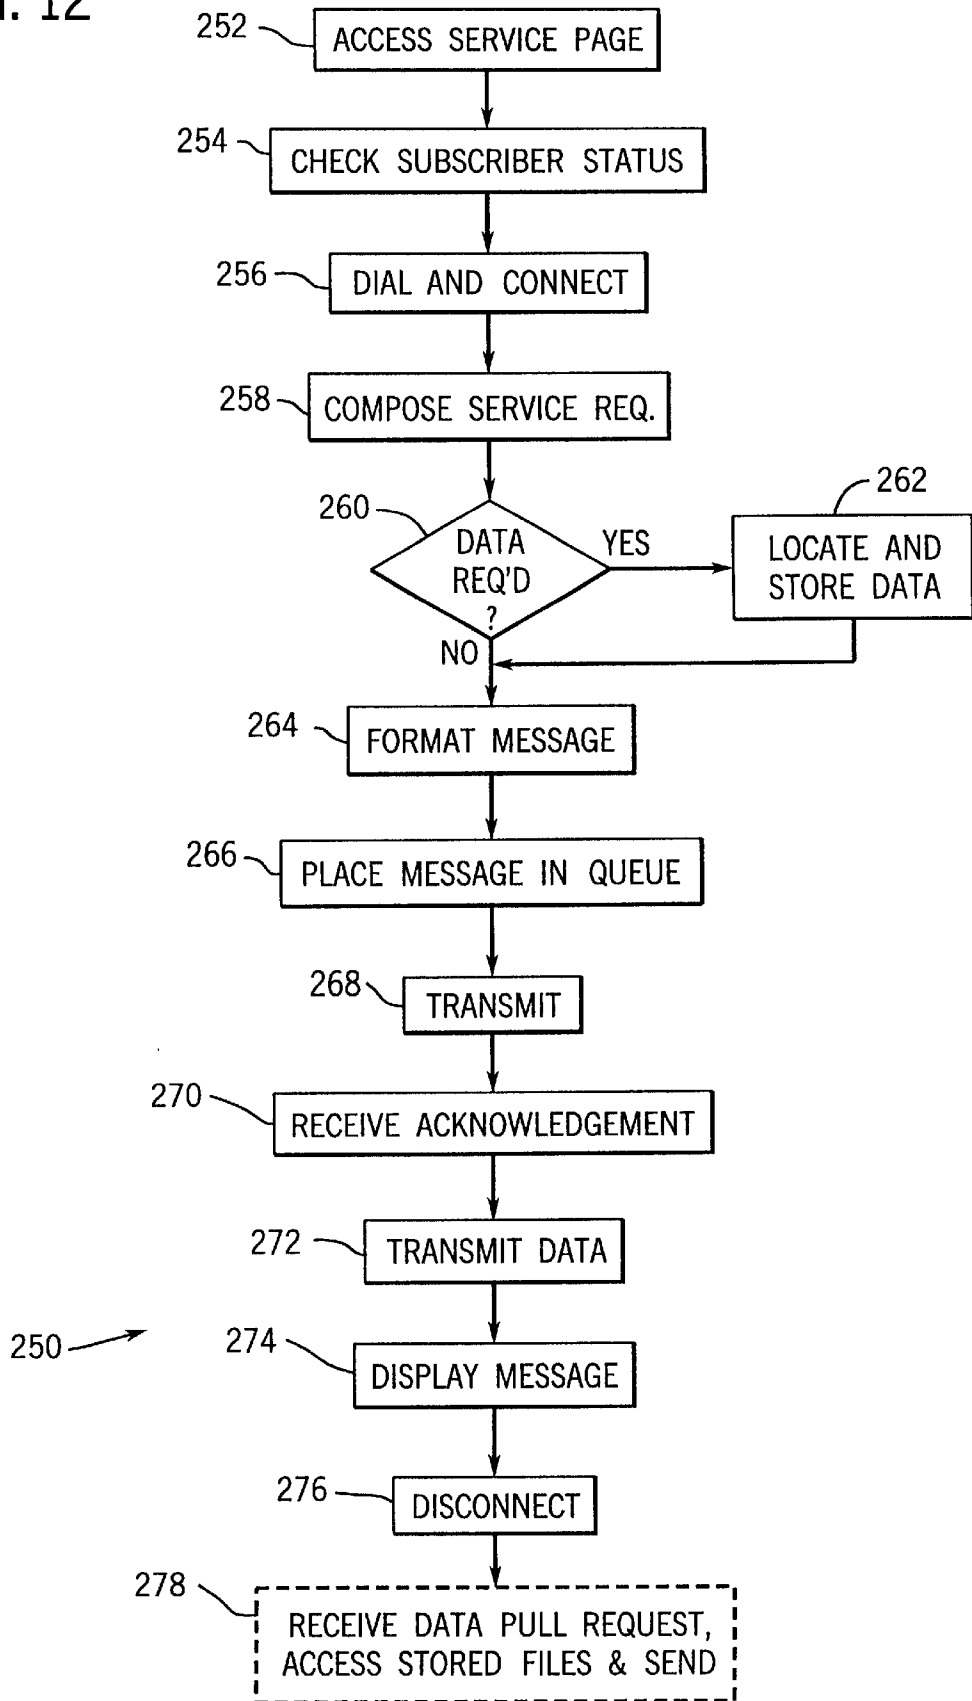 12
252
ACCESS SERVICE PAGE
254
CHECK SUBSCRIBER STATUS
256
DIAL AND CONNECT
258
COMPOSE SERVICE REQ.
260
DATA
REQ'D
?
YES
262
LOCATE AND
STORE DATA
NO
264
FORMAT MESSAGE
266
PLACE MESSAGE IN QUEUE
268
TRANSMIT
270
RECEIVE ACKNOWLEDGEMENT
272
TRANSMIT DATA
250
274
DISPLAY MESSAGE
276
DISCONNECT
278
RECEIVE DATA PULL REQUEST,
ACCESS STORED FILES & SEND